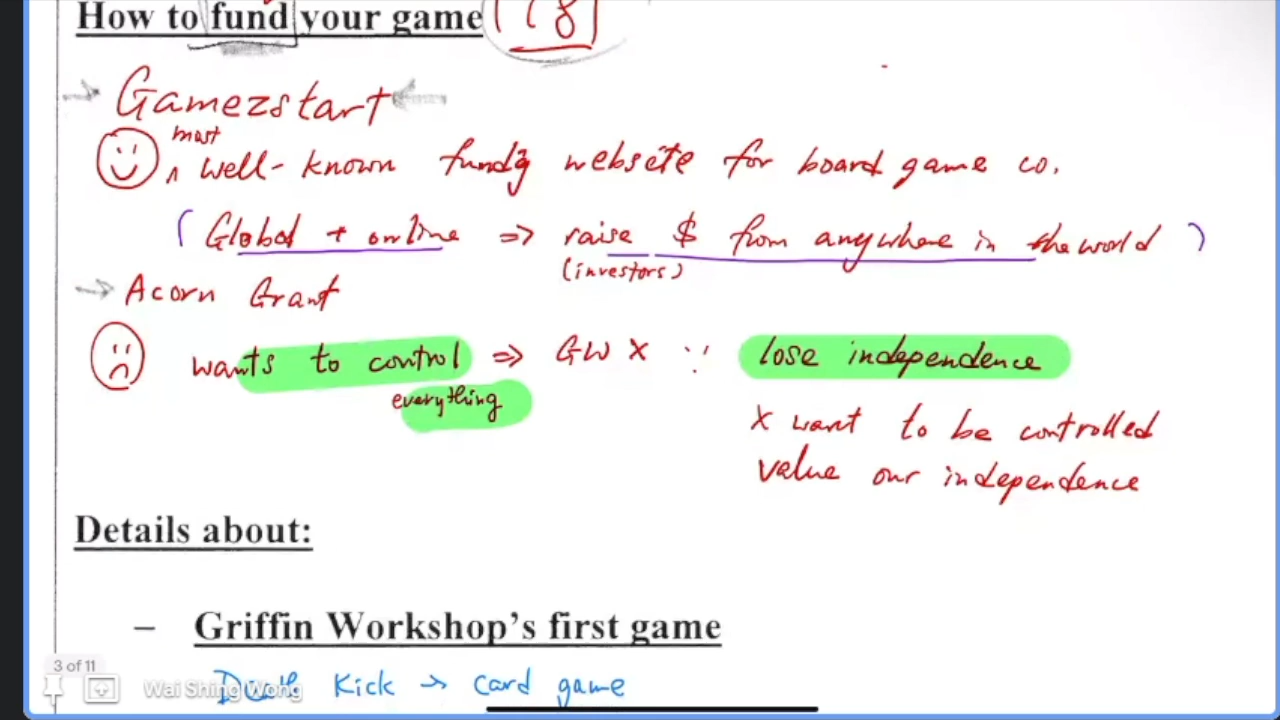 How to fund your game 18
→ Gamezstart ←
most
∧ well-known fund'g website for board game co.
(Global + online ⇒ raise $ from anywhere in the world)
(investors)
→ Acorn Grant
wants to control ⇒ GW X ∵ lose independence
everything
X want to be controlled
value our independence
Details about:
– Griffin Workshop's first game
3 of 11
Wai Shing Wong
Kick → card game